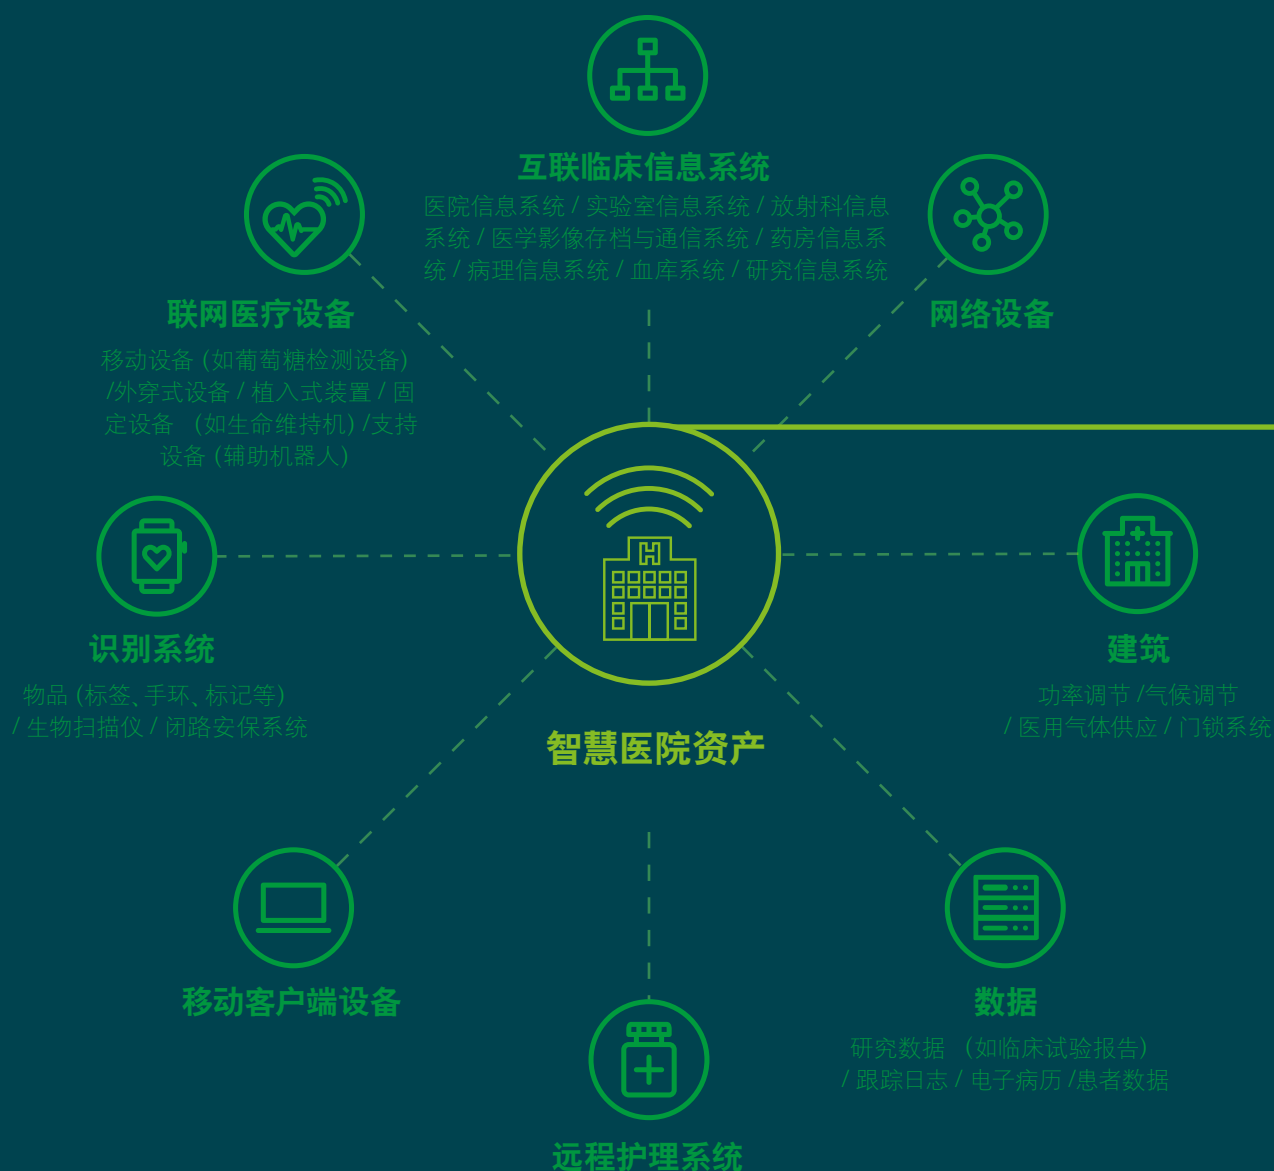 互联临床信息系统
医院信息系统 / 实验室信息系统 / 放射科信息
系统 / 医学影像存档与通信系统 / 药房信息系
统 / 病理信息系统 / 血库系统 / 研究信息系统
联网医疗设备
移动设备 (如葡萄糖检测设备)
/外穿式设备 / 植入式装置 / 固
定设备 （如生命维持机) /支持
设备 (辅助机器人)
网络设备
识别系统
物品 (标签、手环、标记等)
/ 生物扫描仪 / 闭路安保系统
H
智慧医院资产
建筑
功率调节 /气候调节
/ 医用气体供应 / 门锁系统
移动客户端设备
数据
研究数据 （如临床试验报告)
/ 跟踪日志 / 电子病历 /患者数据
远程护理系统